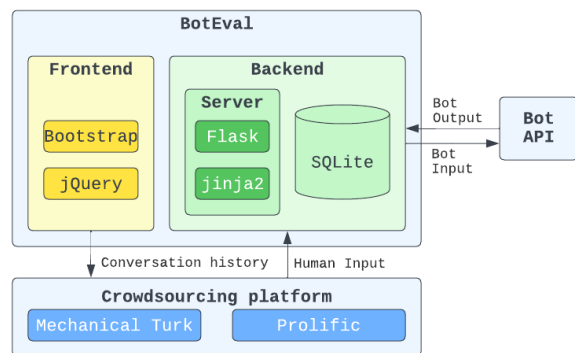 BotEval
Frontend
Bootstrap
jQuery
Backend
Server
Flask
jinja2
SQLite
Bot
Output
Bot
Input
Bot
API
Conversation history
Human Input
Crowdsourcing platform
Mechanical Turk
Prolific